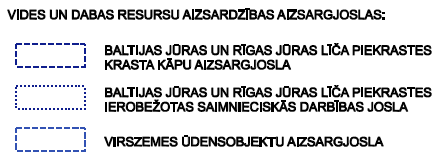 VIDES UN DABAS RESURSU AIZSARDZĪBAS AIZSARGJOSLAS:
BALTIJAS JŪRAS UN RĪGAS JŪRAS LĪČA PIEKRASTES
KRASTA KĀPU AIZSARGJOSLA
BALTIJAS JŪRAS UN RĪGAS JŪRAS LĪČA PIEKRASTES
IEROBEŽOTAS SAIMNIECISKĀS DARBĪBAS JOSLA
VIRSZEMES ŪDENSOBJEKTU AIZSARGJOSLA